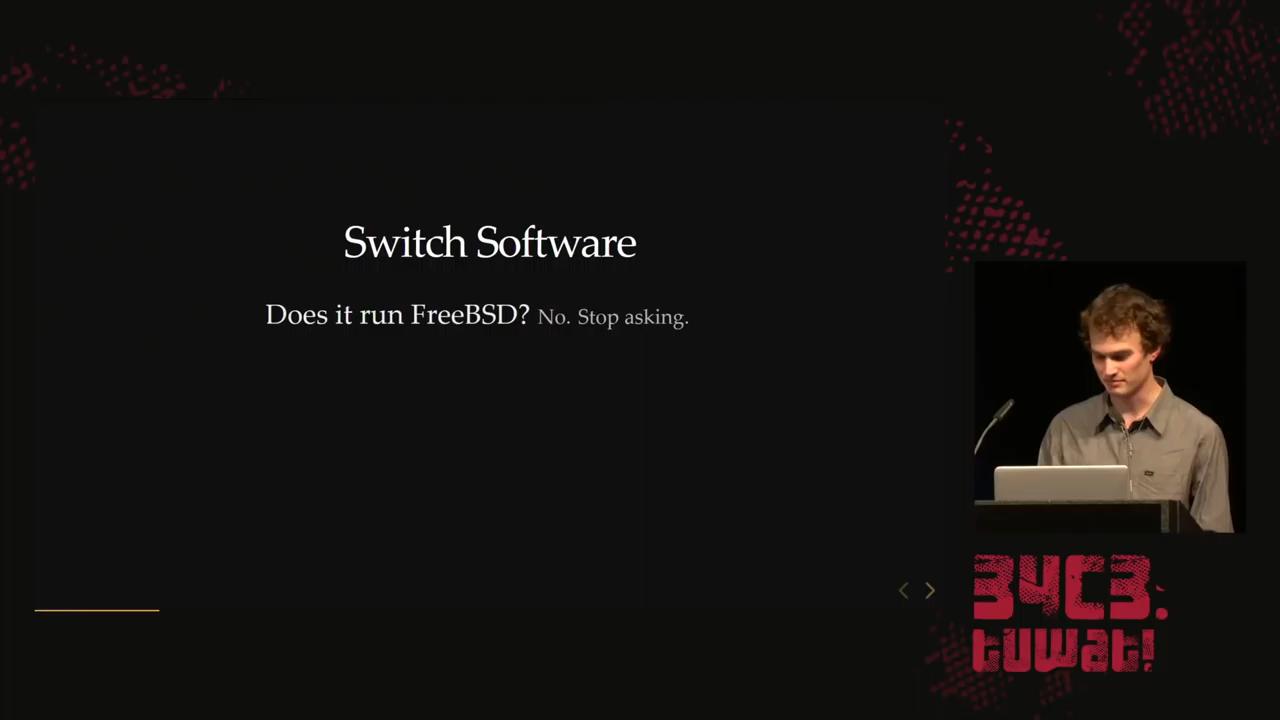 Switch Software
Does it run FreeBSD? No. Stop asking.
34C3.
tuwat!